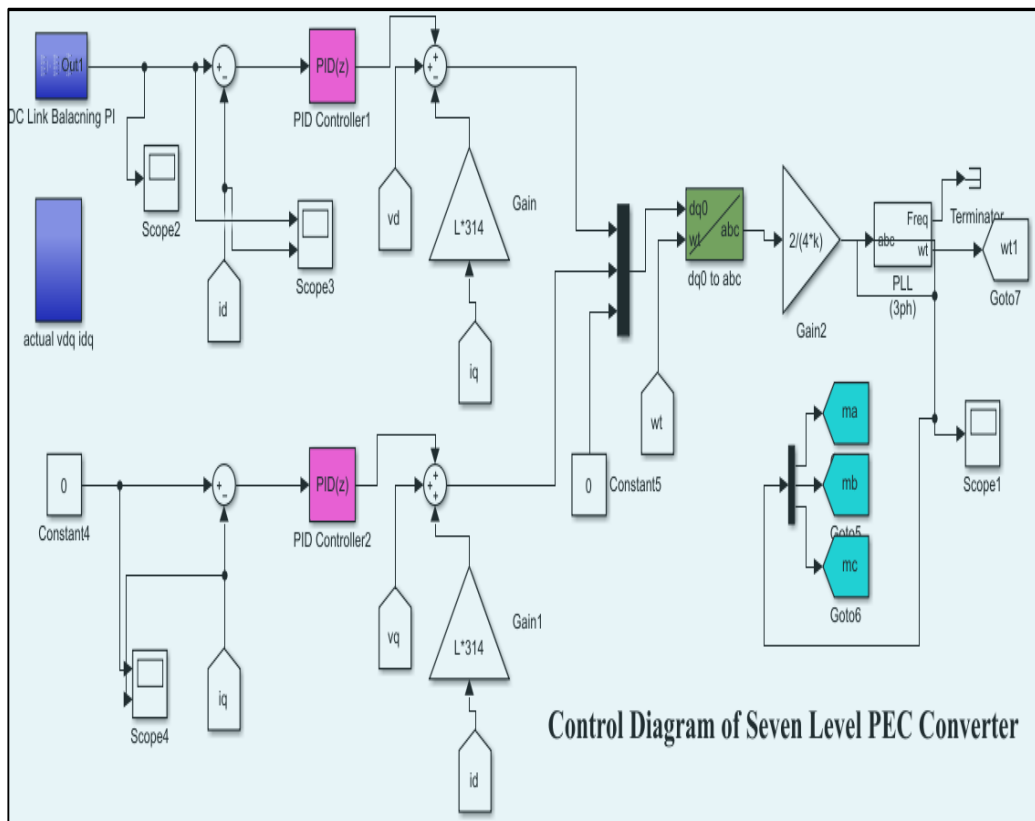 Out1
DC Link Balacning PI
+
−
PID(z)
PID Controller1
+
+
−
Scope2
Scope3
vd
L*314
Gain
id
iq
actual vdq idq
dq0
wt
abc
dq0 to abc
2/(4*k)
Gain2
abc
Freq
wt
PLL
(3ph)
Terminator
wt1
Goto7
wt
0
Constant4
+
−
PID(z)
PID Controller2
+
+
+
0
Constant5
ma
mb
Goto5
mc
Goto6
Scope1
Scope4
iq
vq
L*314
Gain1
id
Control Diagram of Seven Level PEC Converter